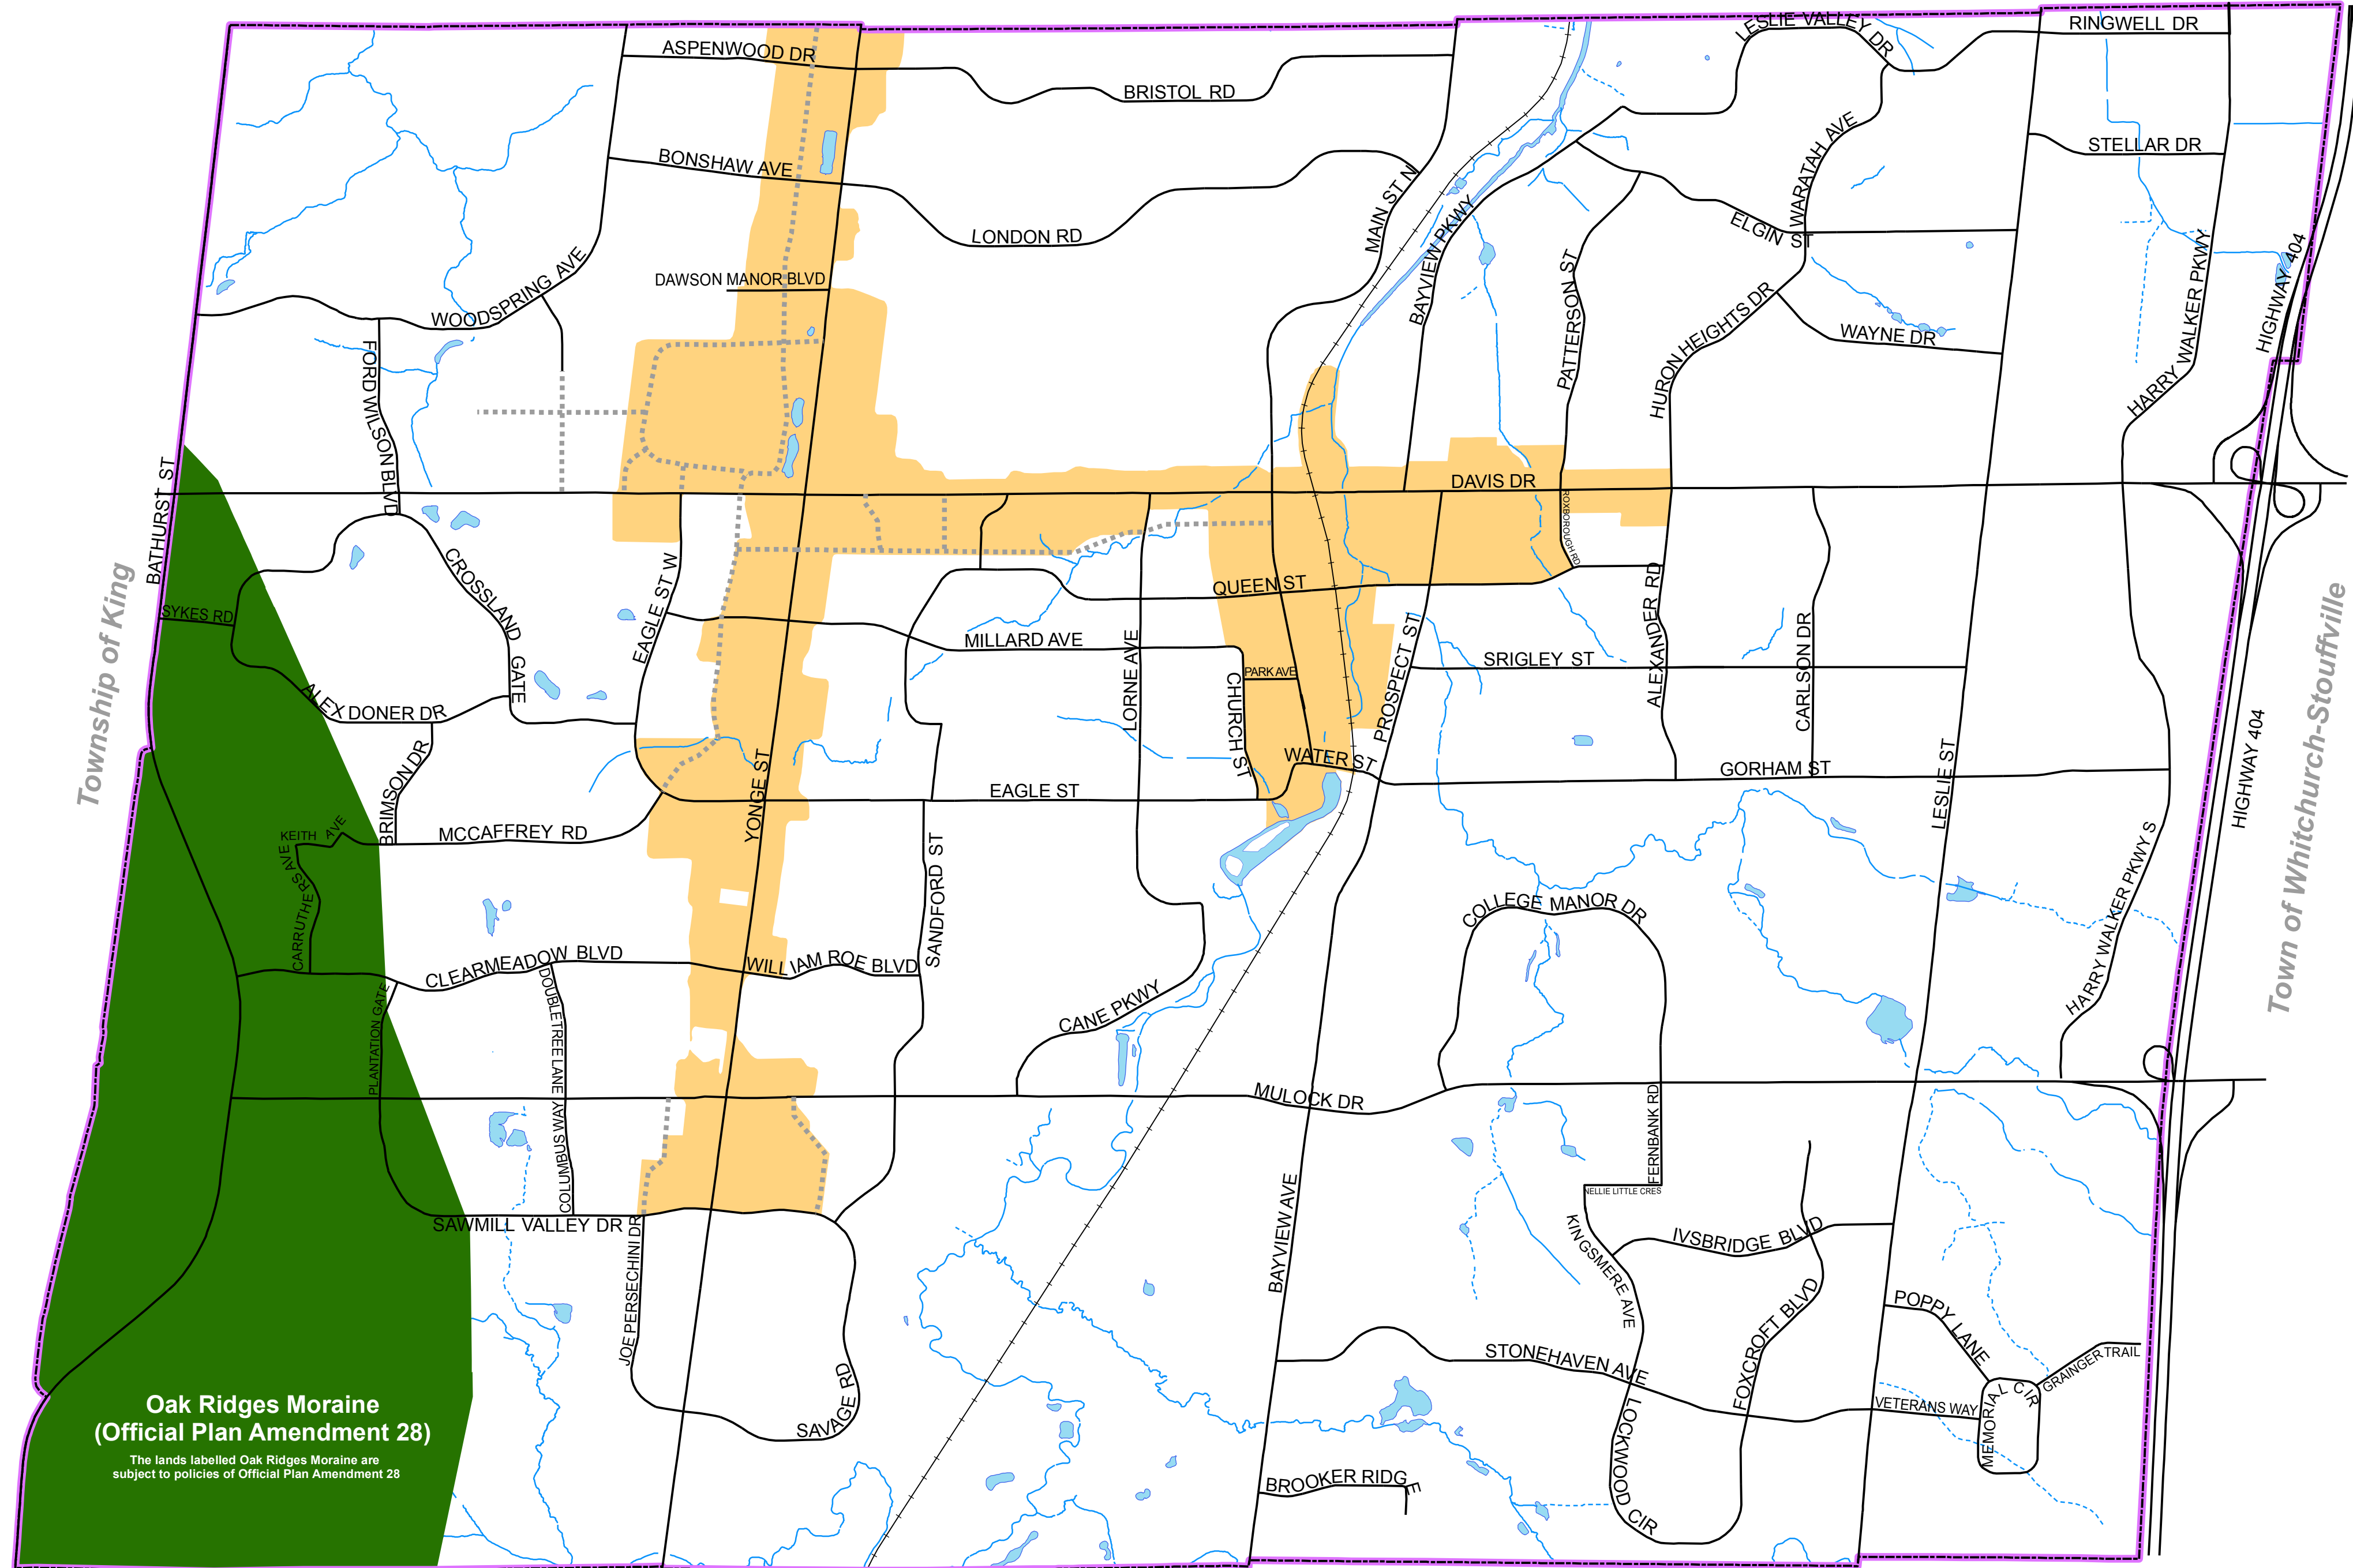 RINGWELL DR
LESLIE VALLEY DR
ASPENWOOD DR
BRISTOL RD
STELLAR DR
WARATAH AVE
BONSHAW AVE
MAIN ST N
BAYVIEW PKWY
ELGIN ST
LONDON RD
DAWSON MANOR BLVD
WOODSPRING AVE
PATTERSON ST
HURON HEIGHTS DR
WAYNE DR
HARRY WALKER PKWY
HIGHWAY 404
FORD WILSON BLVD
BATHURST ST
DAVIS DR
ROXBOROUGH RD
Township of King
CROSSLAND GATE
EAGLE ST W
QUEEN ST
SYKES RD
MILLARD AVE
LORNE AVE
PARK AVE
CHURCH ST
PROSPECT ST
SRIGLEY ST
ALEXANDER RD
CARLSON DR
Town of Whitchurch-Stouffville
ALEX DONER DR
BRIMSON DR
YONGE ST
WATER ST
GORHAM ST
LESLIE ST
HIGHWAY 404
EAGLE ST
KEITH AVE
MCCAFFREY RD
CARRUTHERS AVE
SANDFORD ST
COLLEGE MANOR DR
HARRY WALKER PKWY S
CLEARMEADOW BLVD
WILLIAM ROE BLVD
DOUBLETREE LANE
PLANTATION GATE
CANE PKWY
MULOCK DR
COLUMBUS WAY
FERNBANK RD
NELLIE LITTLE CRES
SAWMILL VALLEY DR
JOE PERSECHINI DR
BAYVIEW AVE
KINGSMERE AVE
IVSBRIDGE BLVD
FOXCROFT BLVD
POPPY LANE
STONEHAVEN AVE
GRAINGER TRAIL
SAVAGE RD
VETERANS WAY
MEMORIAL CIR
LOCKWOOD CIR
BROOKER RIDGE
Oak Ridges Moraine
(Official Plan Amendment 28)
The lands labelled Oak Ridges Moraine are
subject to policies of Official Plan Amendment 28